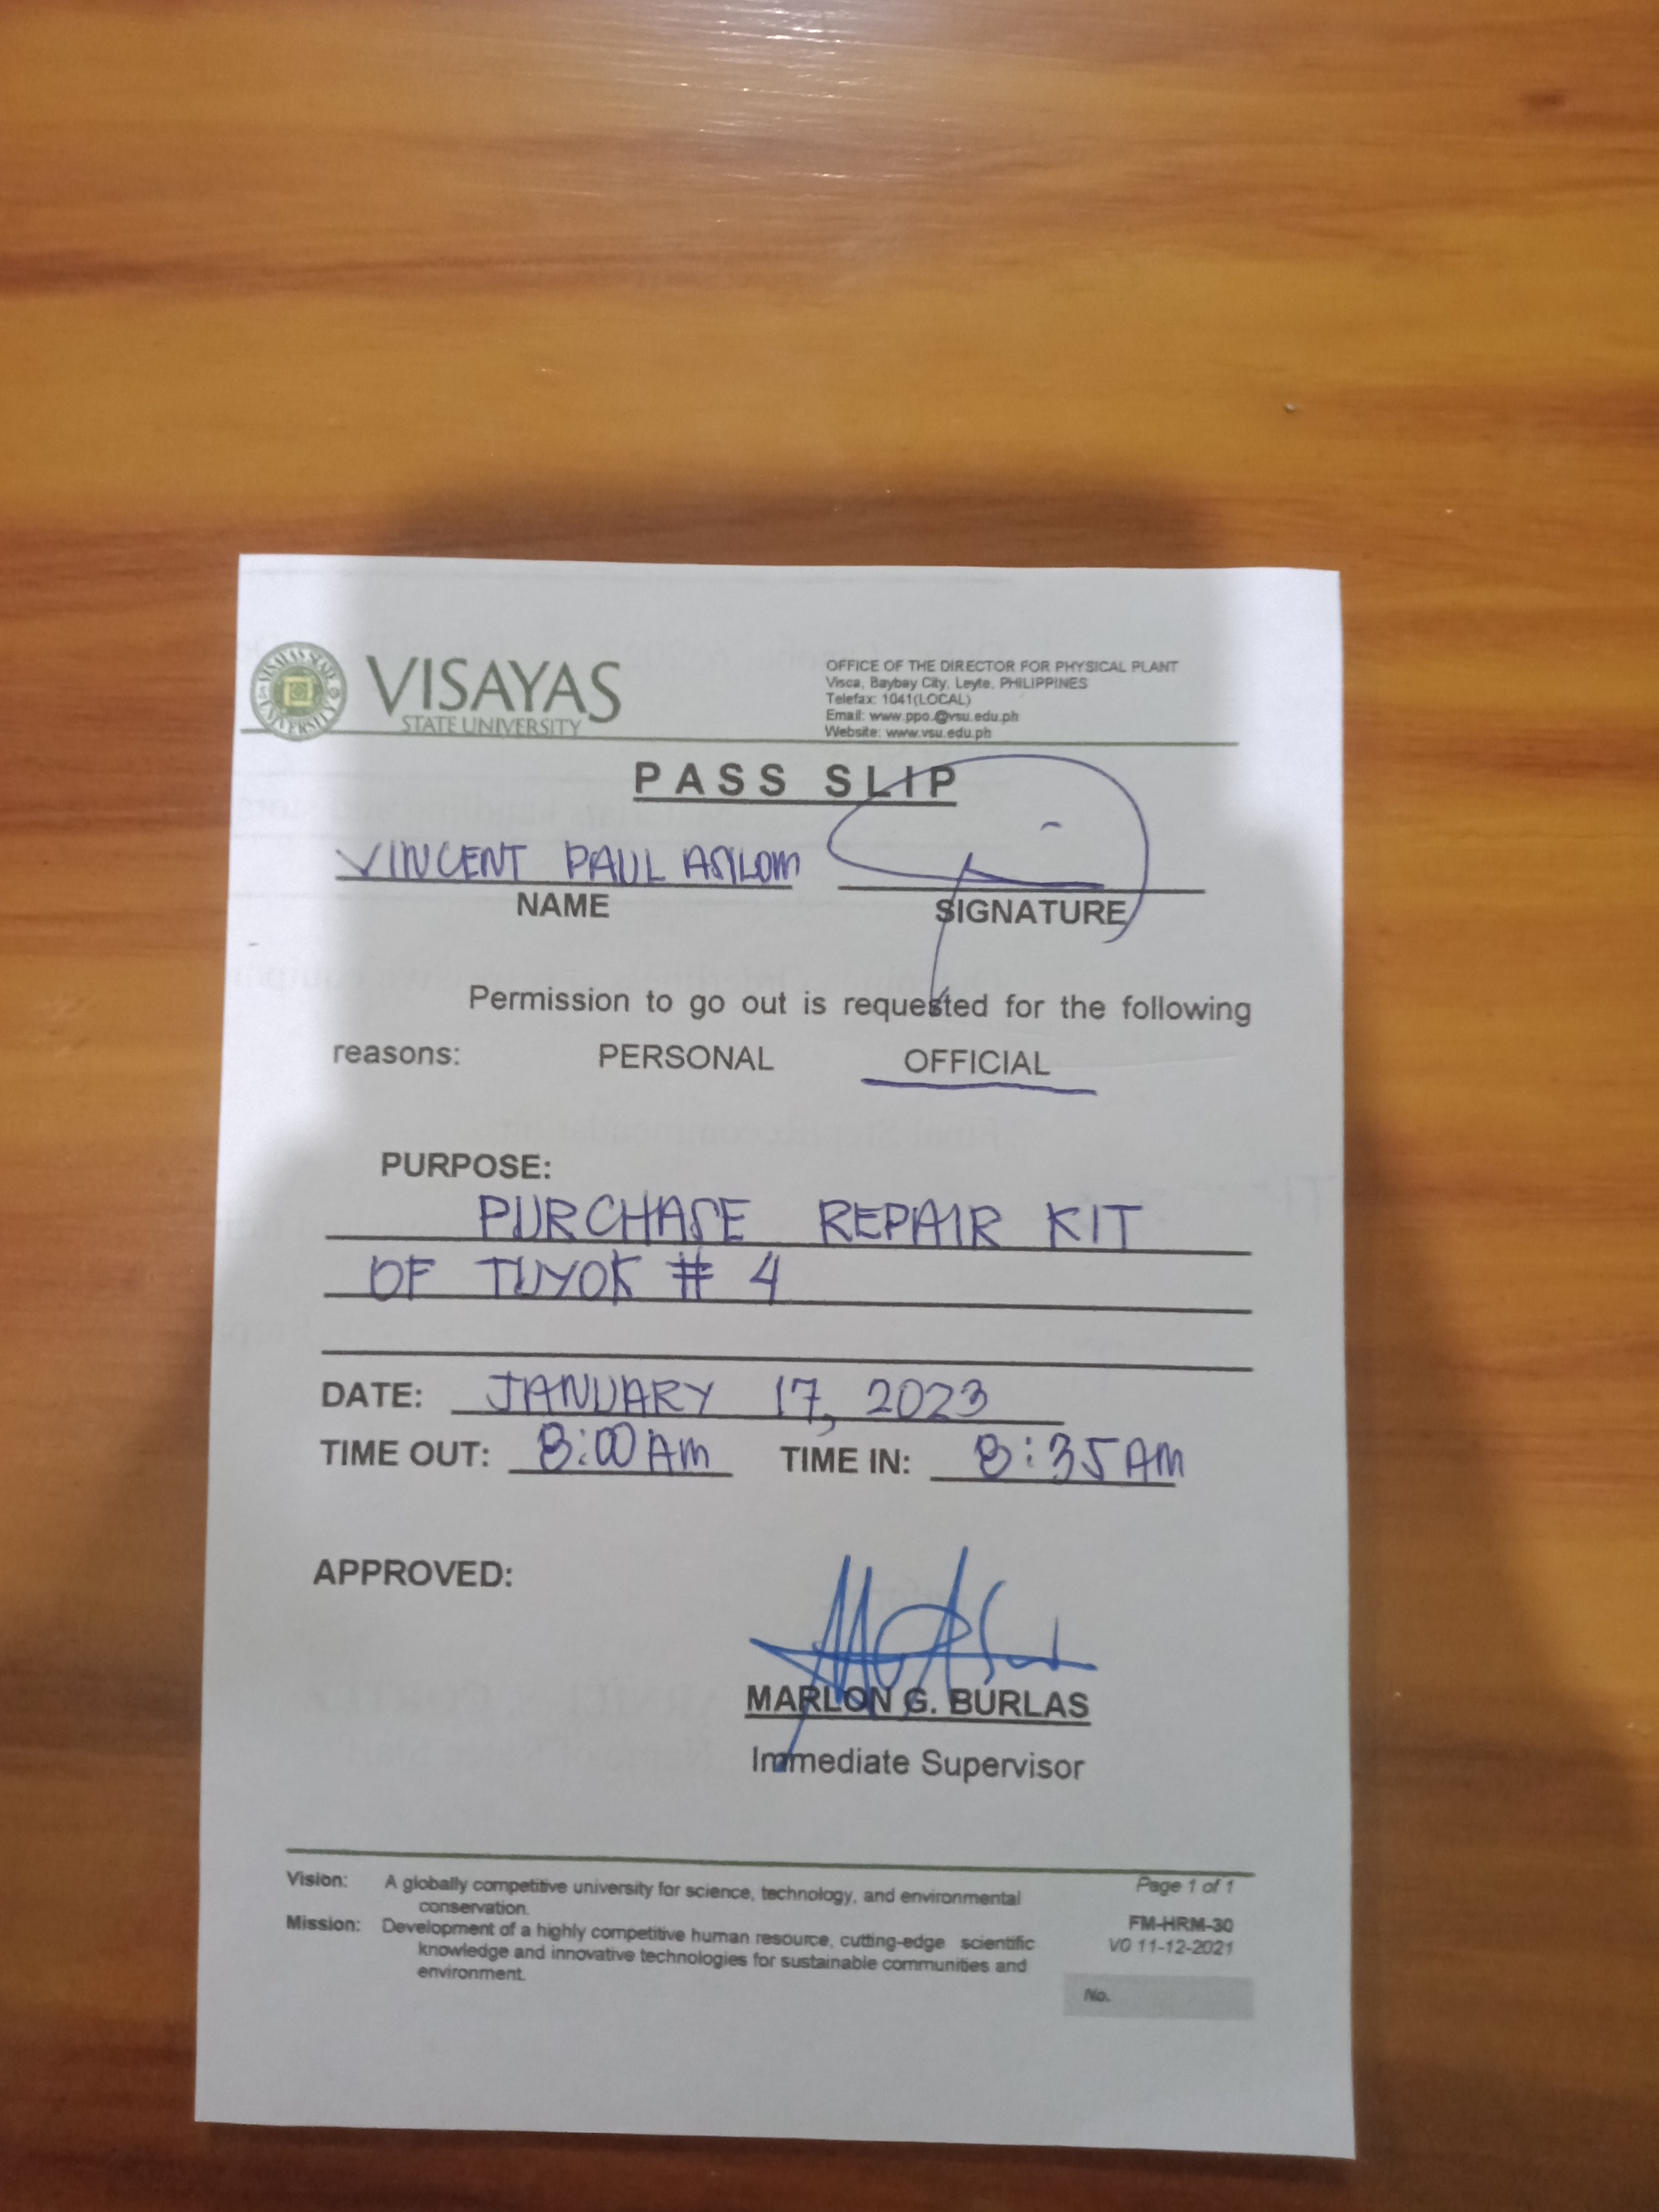 VISAYAS
STATE UNIVERSITY
OFFICE OF THE DIRECTOR FOR PHYSICAL PLANT
Visca, Baybay City, Leyte, PHILIPPINES
Telefax: 1041(LOCAL)
Email: www.ppo.@vsu.edu.ph
Website: www.vsu.edu.ph
PASS SLIP
VINCENT PAUL ASILOM
NAME
SIGNATURE
Permission to go out is requested for the following
reasons: PERSONAL OFFICIAL
PURPOSE:
PURCHASE REPAIR KIT
OF TUYOK # 4
DATE: JANUARY 17, 2023
TIME OUT: 8:00 AM TIME IN: 8:35 AM
APPROVED:
MARLON G. BURLAS
Immediate Supervisor
Vision: A globally competitive university for science, technology, and environmental
conservation.
Mission: Development of a highly competitive human resource, cutting-edge scientific
knowledge and innovative technologies for sustainable communities and
environment.
Page 1 of 1
FM-HRM-30
V0 11-12-2021
No.